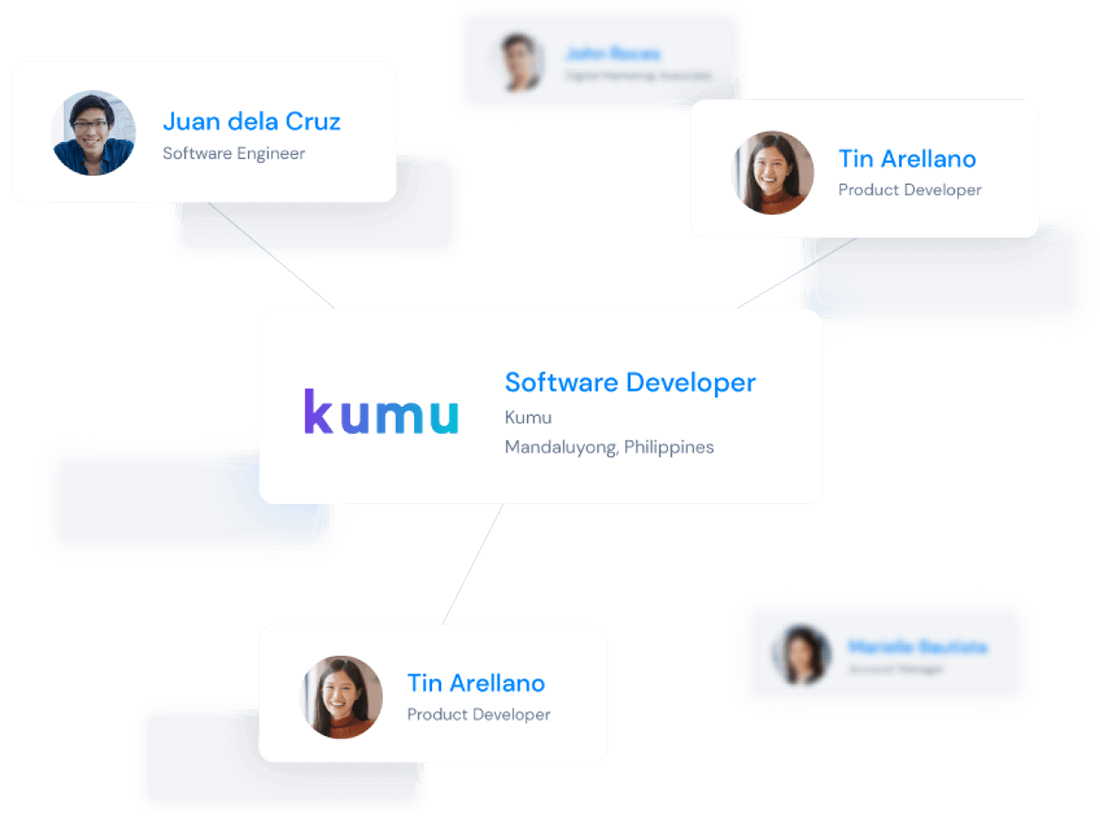 John Roces
Digital Marketing Associate
Juan dela Cruz
Software Engineer
Tin Arellano
Product Developer
kumu
Software Developer
Kumu
Mandaluyong, Philippines
Marielle Bautista
Account Manager
Tin Arellano
Product Developer